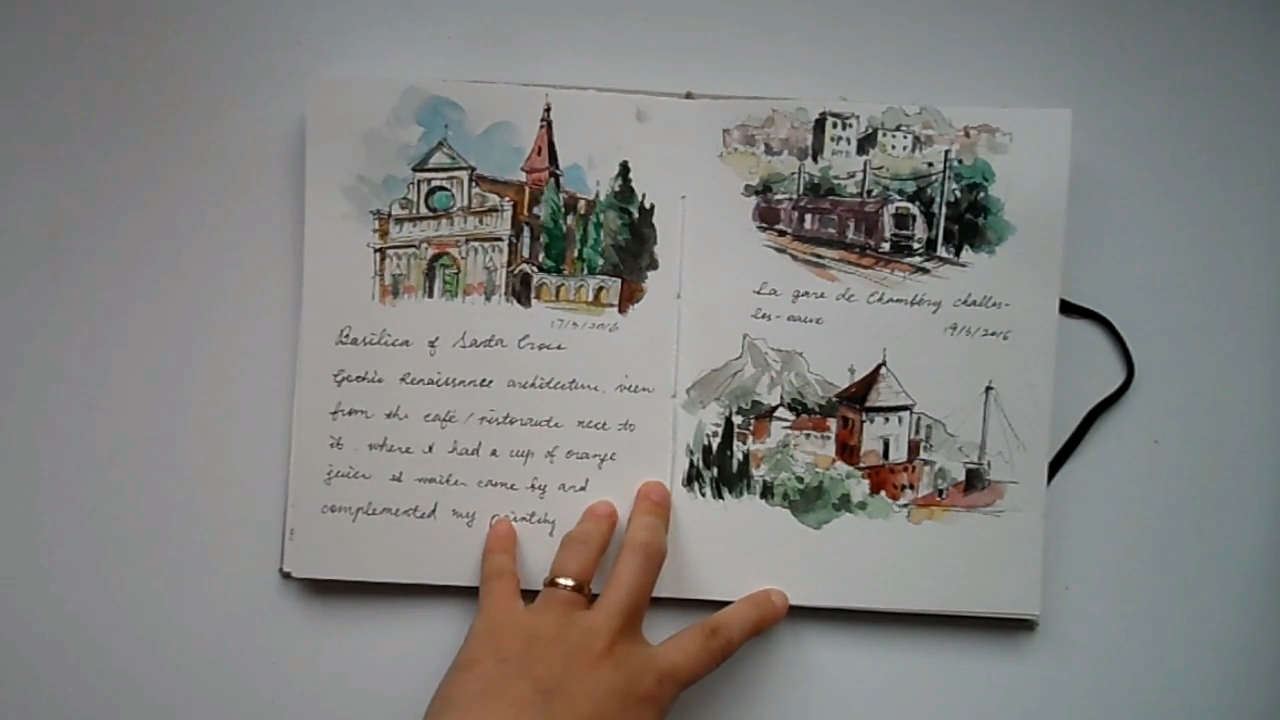 17/3/2016
Basilica of Santa Croce
Gothic Renaissance architecture, seen
from the café / ristorante next to
it. where I had a cup of orange
juice. A waiter came by and
complemented my painting
La gare de Chambéry challes-
les-eaux
19/3/2016